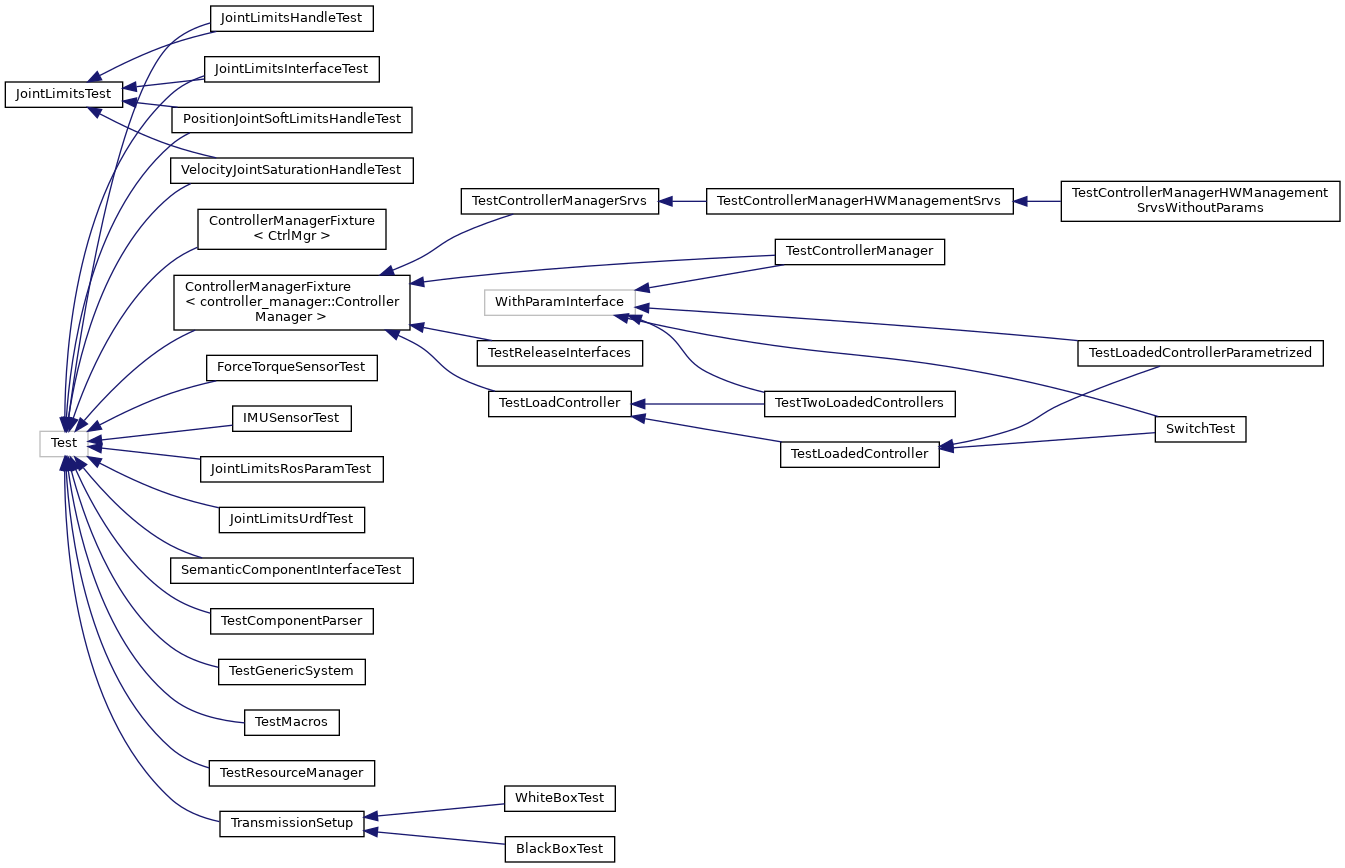 JointLimitsHandleTest
JointLimitsInterfaceTest
JointLimitsTest
PositionJointSoftLimitsHandleTest
VelocityJointSaturationHandleTest
ControllerManagerFixture
< CtrlMgr >
TestControllerManagerSrvs
TestControllerManagerHWManagementSrvs
TestControllerManagerHWManagement
SrvsWithoutParams
TestControllerManager
ControllerManagerFixture
< controller_manager::Controller
Manager >
WithParamInterface
TestReleaseInterfaces
TestLoadedControllerParametrized
ForceTorqueSensorTest
TestLoadController
TestTwoLoadedControllers
IMUSensorTest
SwitchTest
Test
TestLoadedController
JointLimitsRosParamTest
JointLimitsUrdfTest
SemanticComponentInterfaceTest
TestComponentParser
TestGenericSystem
TestMacros
TestResourceManager
WhiteBoxTest
TransmissionSetup
BlackBoxTest